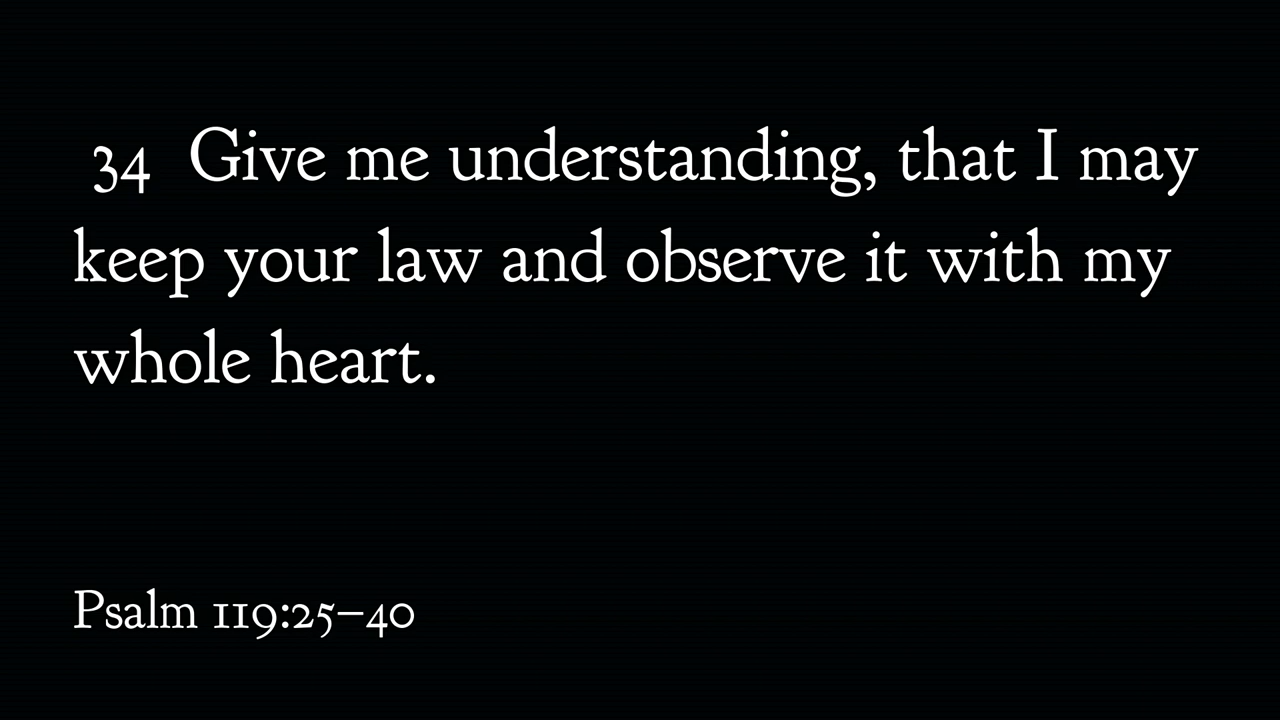 34 Give me understanding, that I may
keep your law and observe it with my
whole heart.
Psalm 119:25–40